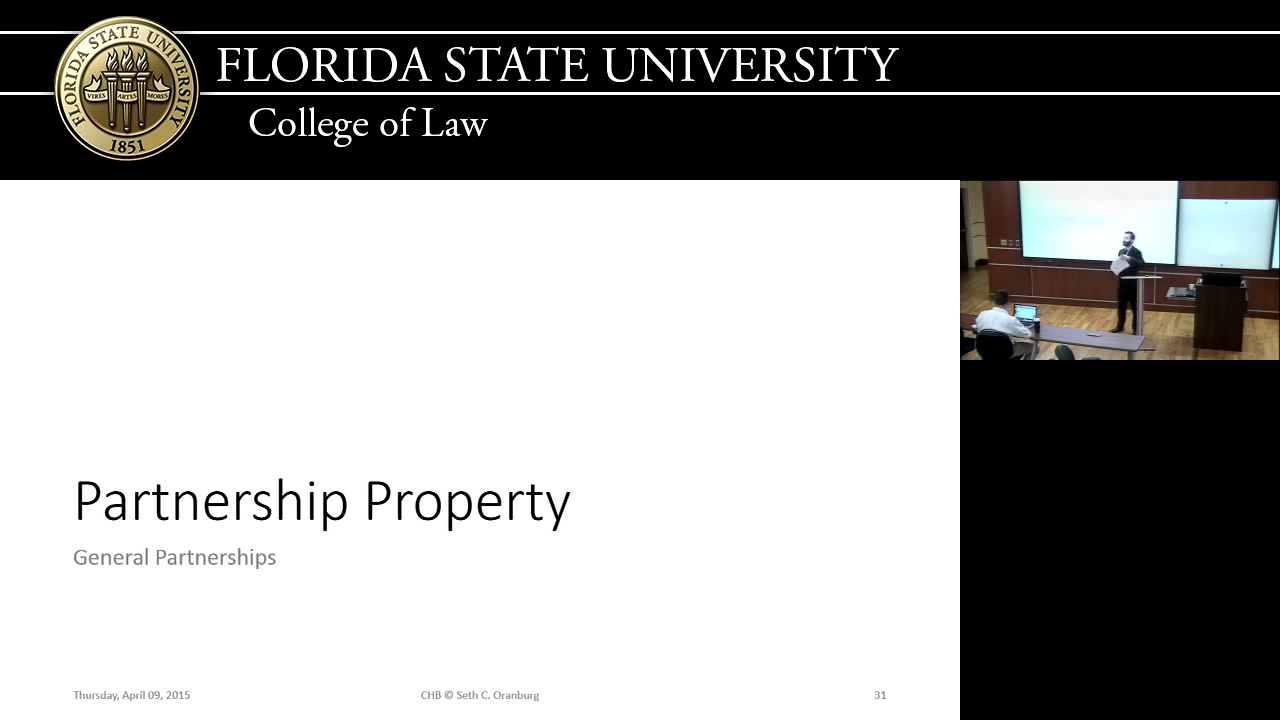 FLORIDA STATE UNIVERSITY
College of Law
FLORIDA STATE UNIVERSITY
VIRES ARTES MORES
1851
Partnership Property
General Partnerships
Thursday, April 09, 2015
CHB © Seth C. Oranburg
31